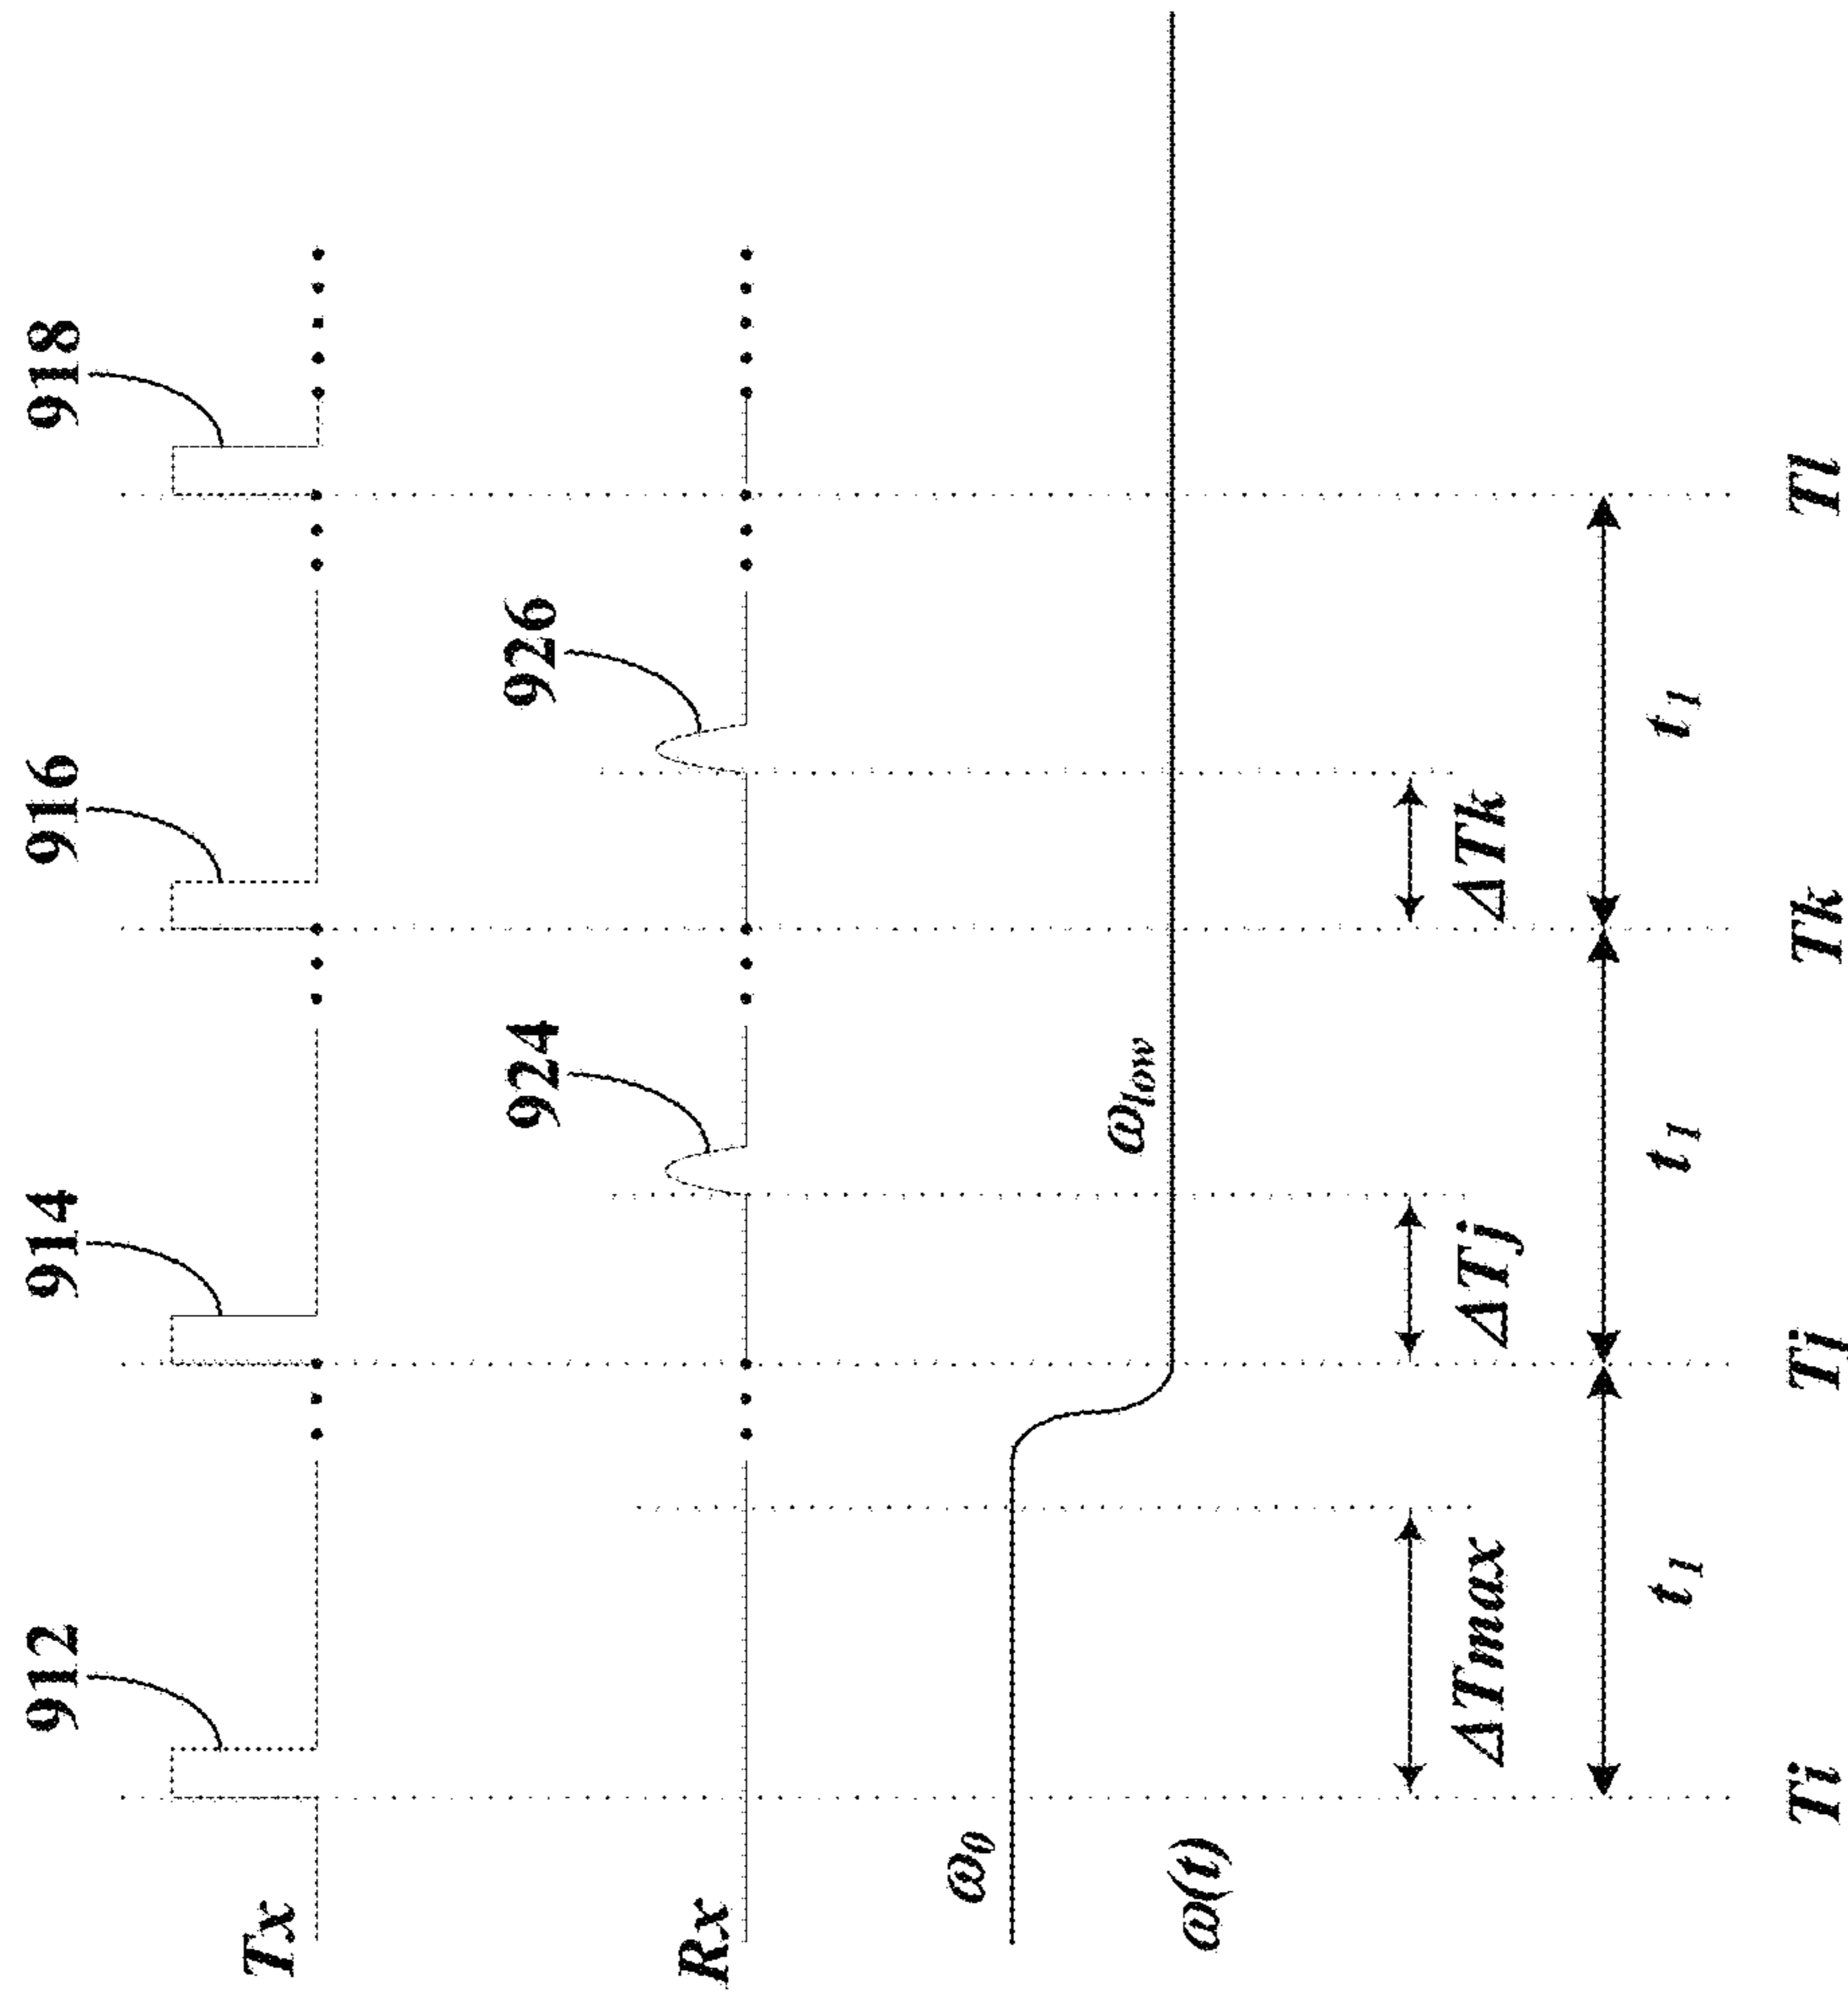 912 914 916 918
Tx
924 926
Rx
ω₀
ω_low
ω(t)
ΔTmax ΔTj ΔTk
t₁ t₁ t₁
Ti Tj Tk Tl